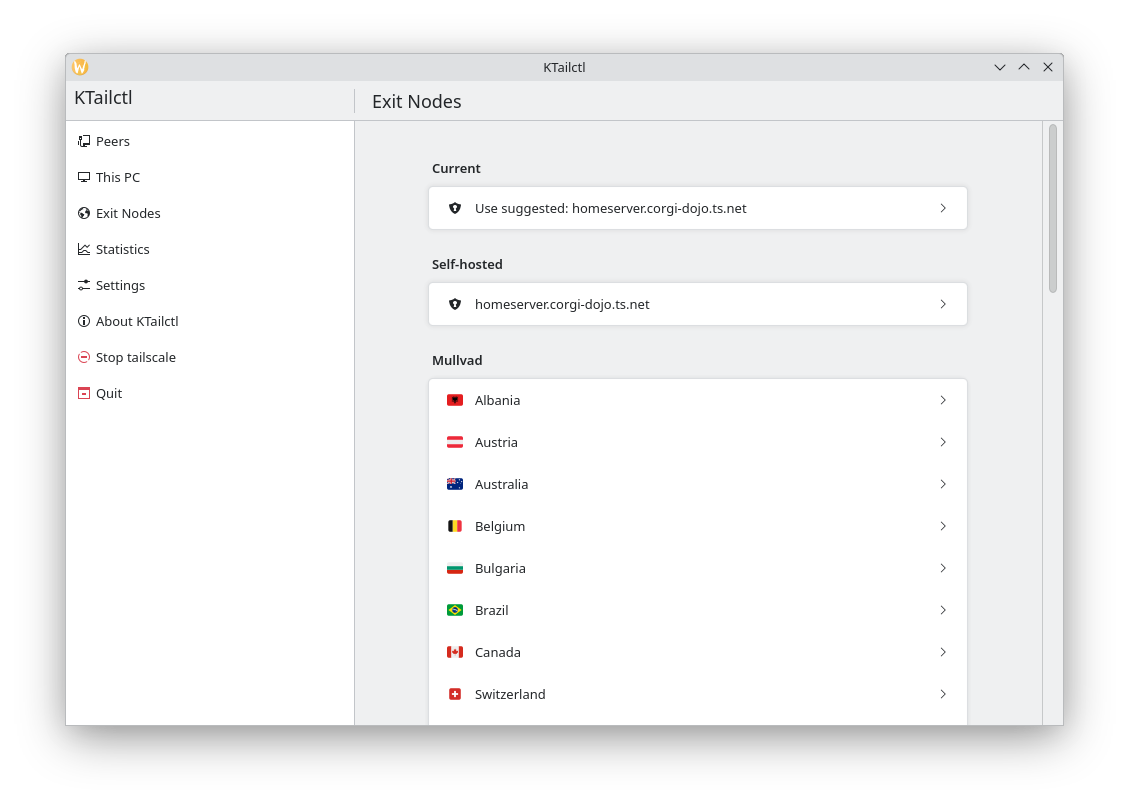 KTailctl
KTailctl
Exit Nodes
Peers
This PC
Exit Nodes
Statistics
Settings
About KTailctl
Stop tailscale
Quit
Current
Use suggested: homeserver.corgi-dojo.ts.net
Self-hosted
homeserver.corgi-dojo.ts.net
Mullvad
Albania
Austria
Australia
Belgium
Bulgaria
Brazil
Canada
Switzerland